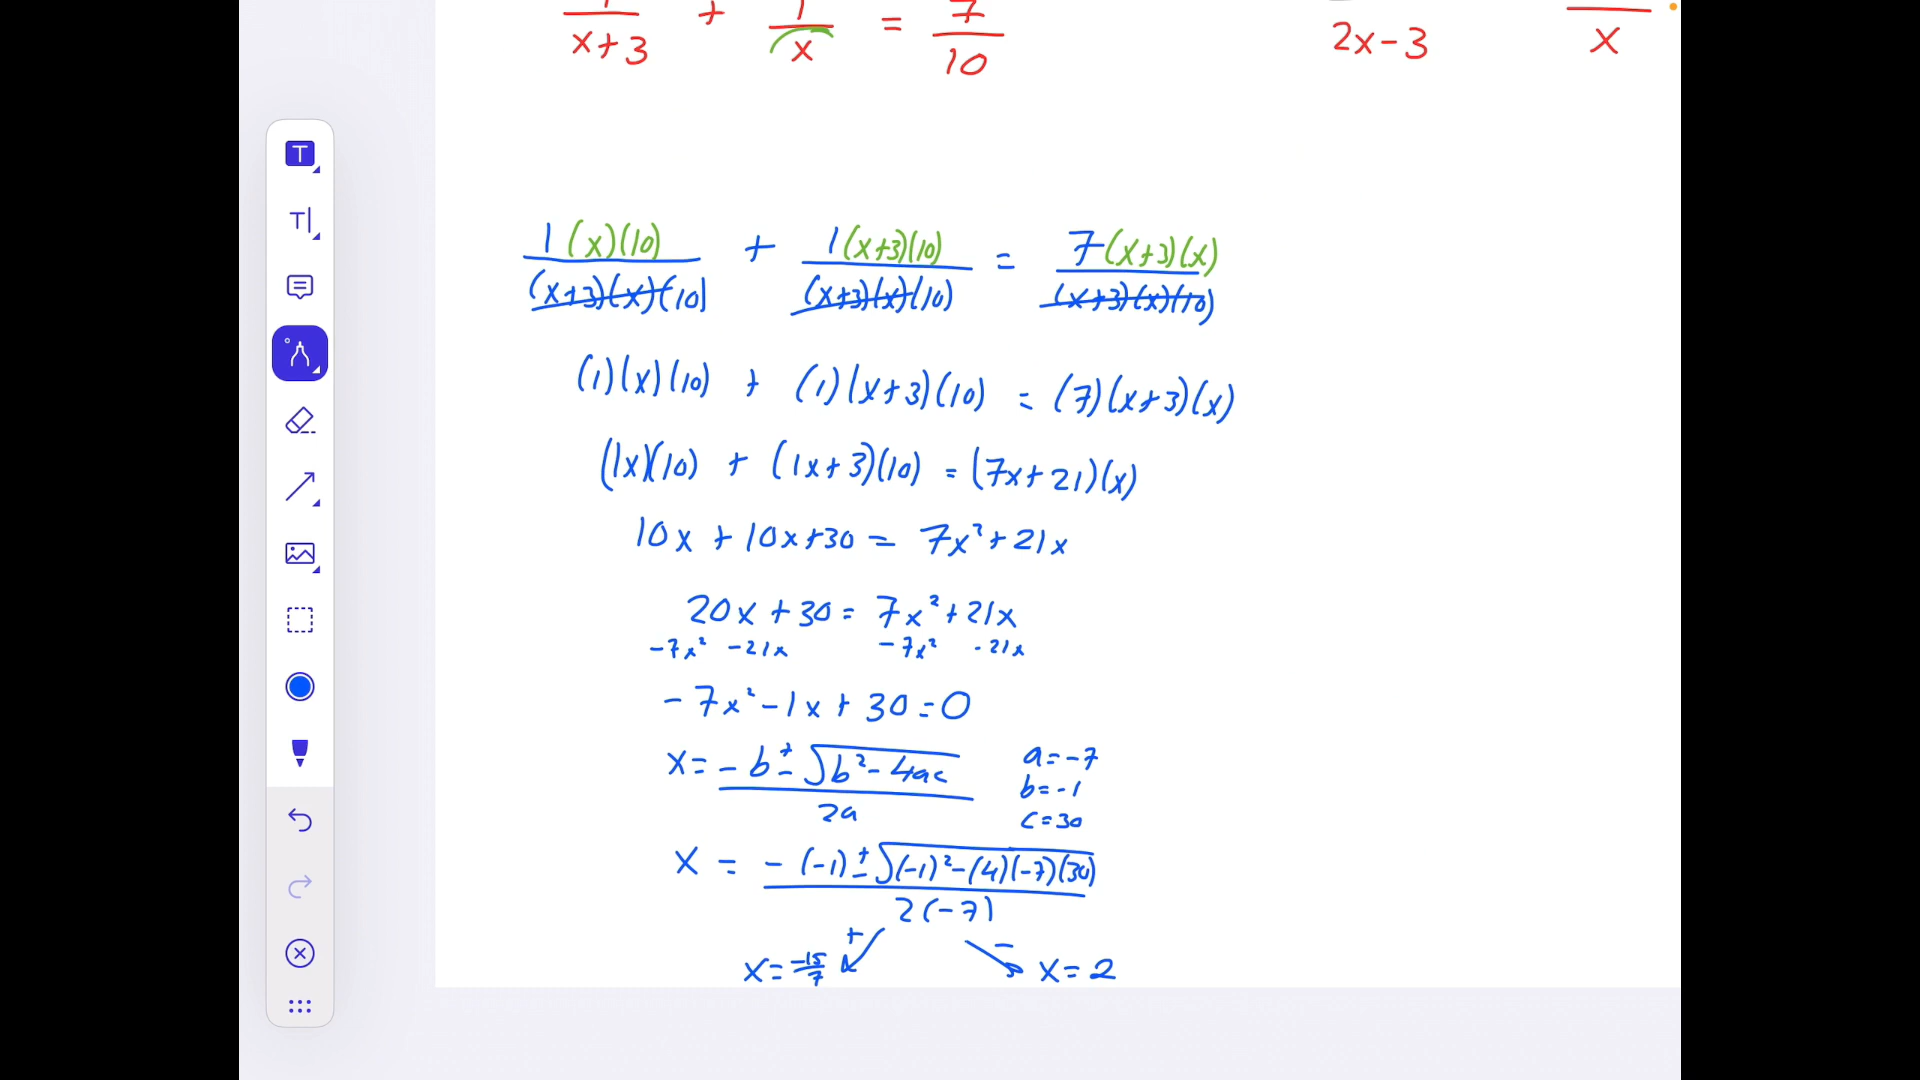 1/(x+3) + 1/x = 7/10
2x-3 x
1(x)(10)/((x+3)(x)(10)) + 1(x+3)(10)/((x+3)(x)(10)) = 7(x+3)(x)/((x+3)(x)(10))
(1)(x)(10) + (1)(x+3)(10) = (7)(x+3)(x)
(1x)(10) + (1x+3)(10) = (7x+21)(x)
10x + 10x+30 = 7x²+21x
20x+30 = 7x²+21x
-7x² -21x -7x² -21x
-7x²-1x+30=0
x = (-b±√(b²-4ac))/2a
a=-7
b=-1
c=30
x = (-(-1)±√((-1)²-(4)(-7)(30)))/2(-7)
+ -
x = -15/7 x=2
T
T|